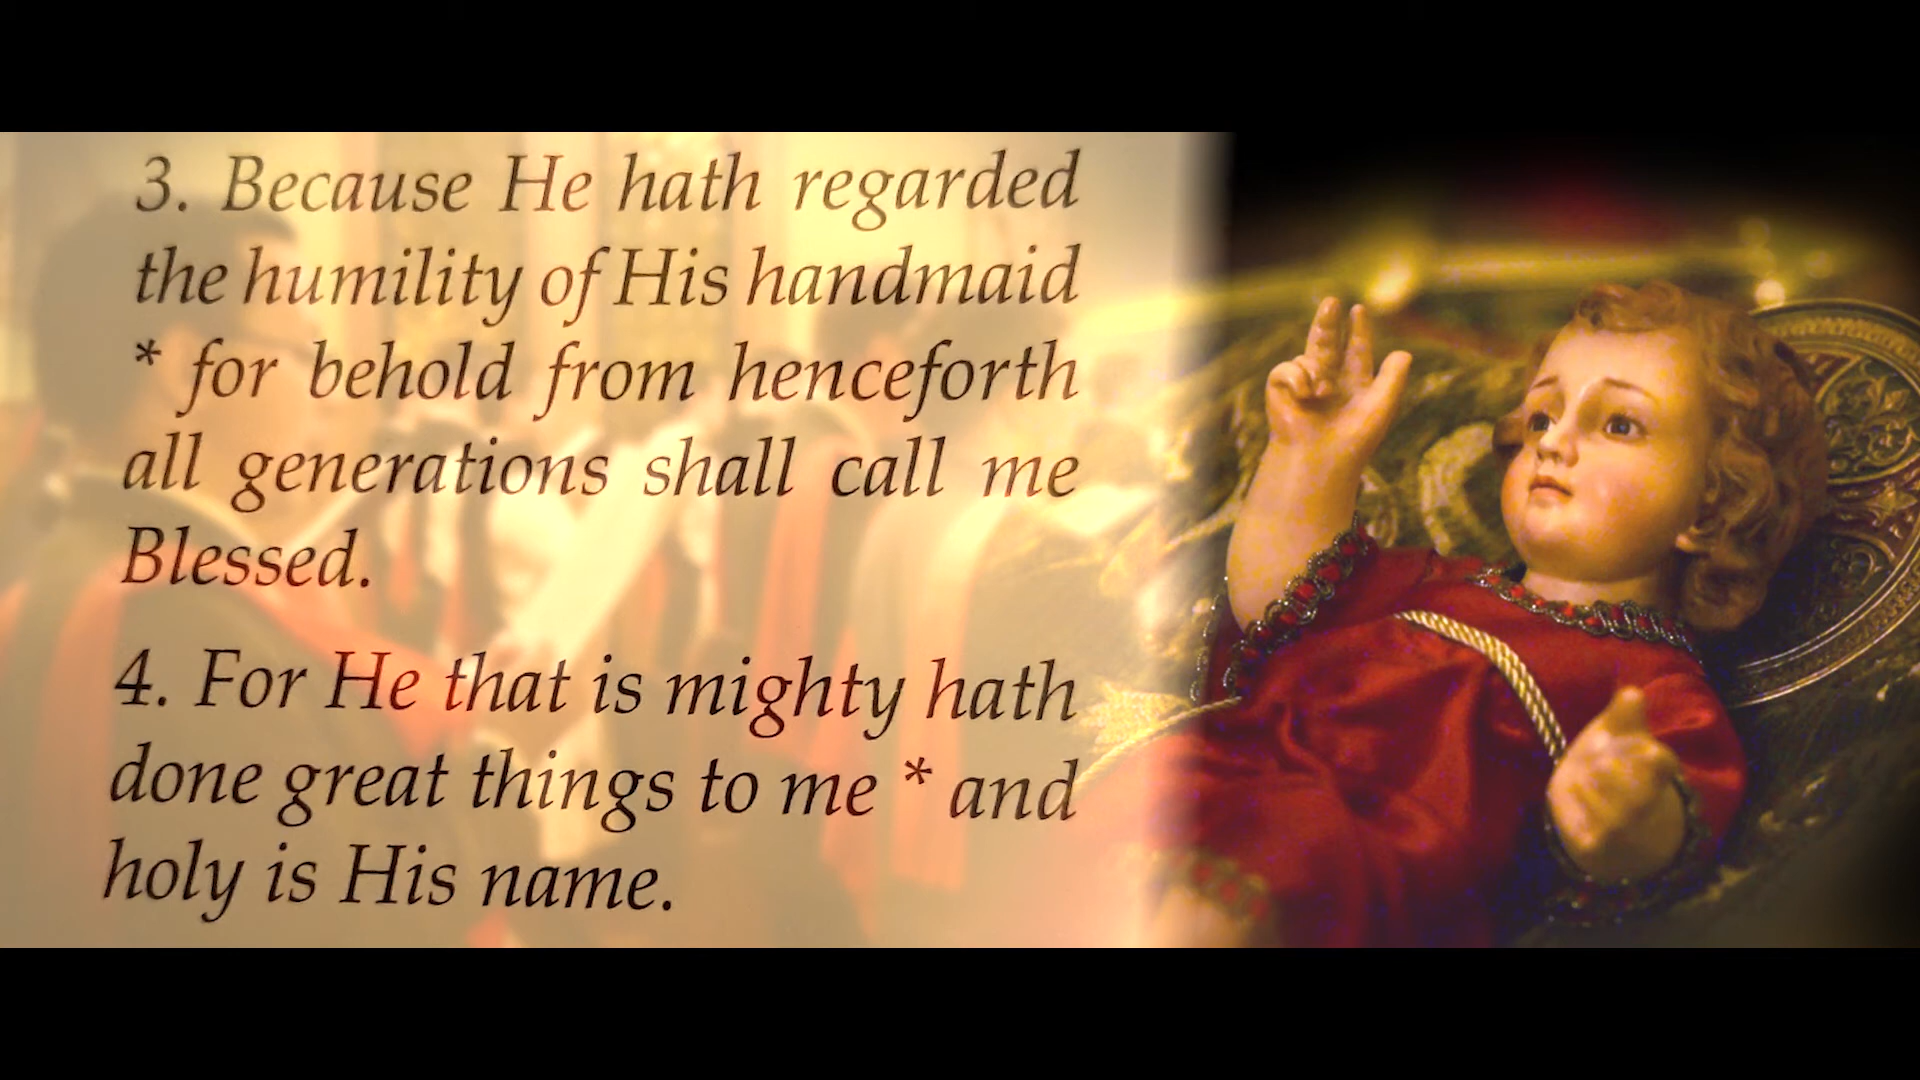 3. Because He hath regarded
the humility of His handmaid
* for behold from henceforth
all generations shall call me
Blessed.
4. For He that is mighty hath
done great things to me * and
holy is His name.